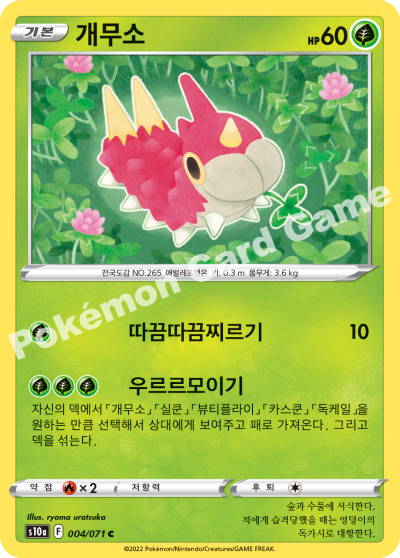 기본 개무소 HP 60
전국도감 NO.265 애벌레포켓몬 키: 0.3 m 몸무게: 3.6 kg
Pokémon Card Game
따끔따끔찌르기 10
우르르모이기
자신의 덱에서 「개무소」 「실쿤」 「뷰티플라이」 「카스쿤」 「독케일」을
원하는 만큼 선택해서 상대에게 보여주고 패로 가져온다. 그리고
덱을 섞는다.
약점 ×2 저항력 후퇴
Illus. ryoma uratsuka
s10a F 004/071 C
숲과 수풀에 서식한다.
적에게 습격당했을 때는 엉덩이의
독가시로 대항한다.
©2022 Pokémon/Nintendo/Creatures/GAME FREAK.